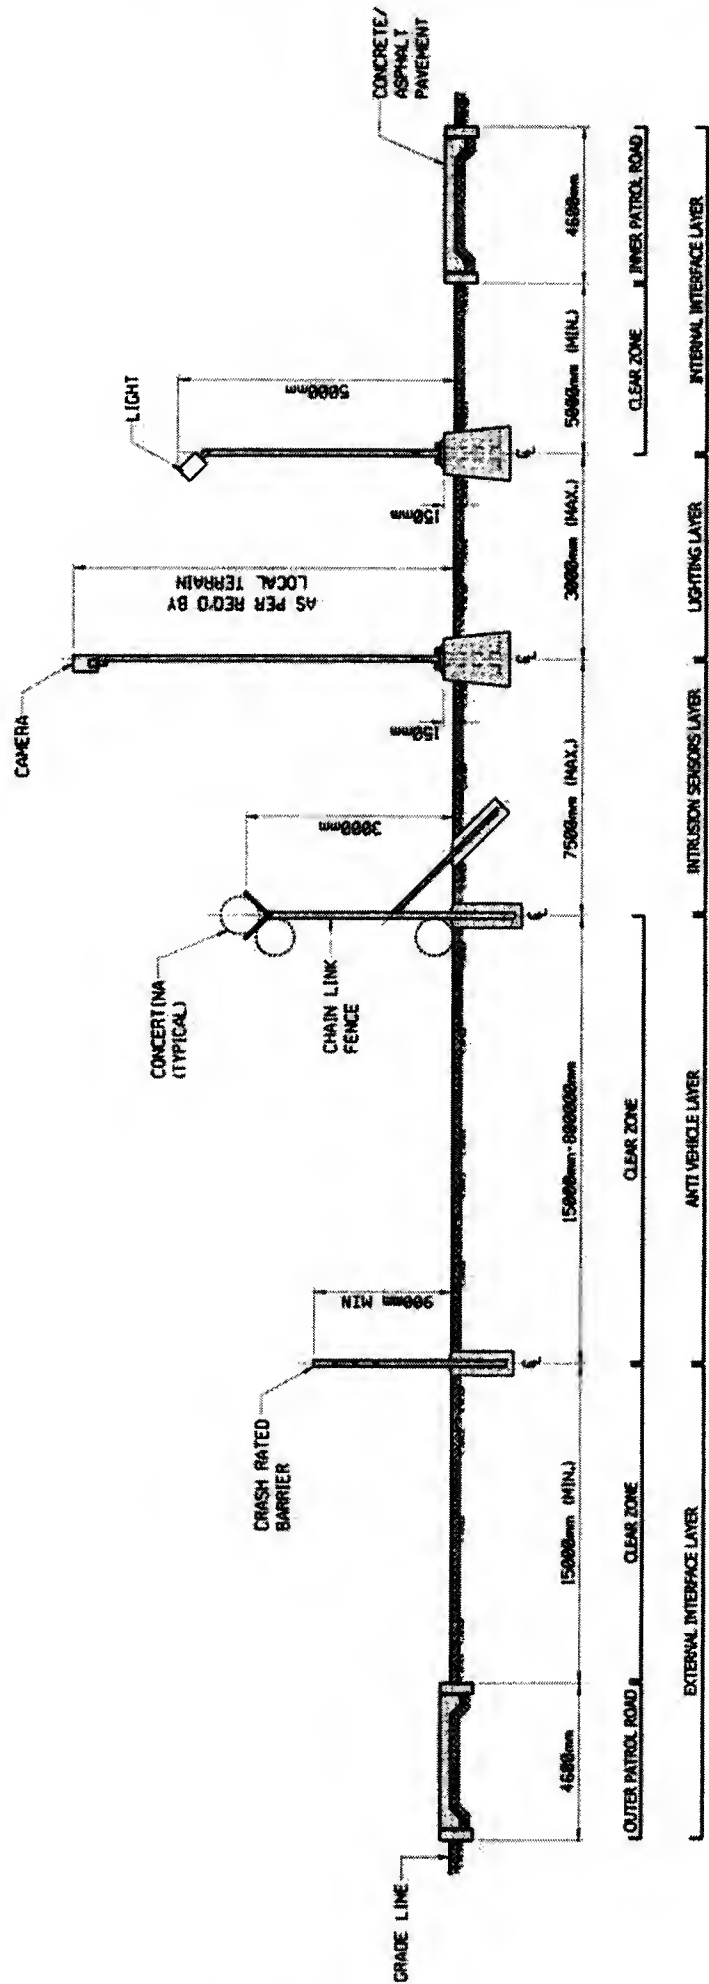 CONCRETE/
ASPHALT
PAVEMENT
LIGHT
CAMERA
CONCERTINA
(TYPICAL)
CHAIN LINK
FENCE
CRASH RATED
BARRIER
GRADE LINE
5000mm
AS PER REQ'D BY
LOCAL TERRAIN
150mm
150mm
3000mm
900mm MIN
℄
℄
℄
℄
4600mm
15000mm (MIN.)
15000mm-800000mm
7500mm (MAX.)
3000mm (MAX.)
5000mm (MIN.)
4600mm
OUTER PATROL ROAD
CLEAR ZONE
CLEAR ZONE
CLEAR ZONE
INNER PATROL ROAD
EXTERNAL INTERFACE LAYER
ANTI VEHICLE LAYER
INTRUSION SENSORS LAYER
LIGHTING LAYER
INTERNAL INTERFACE LAYER